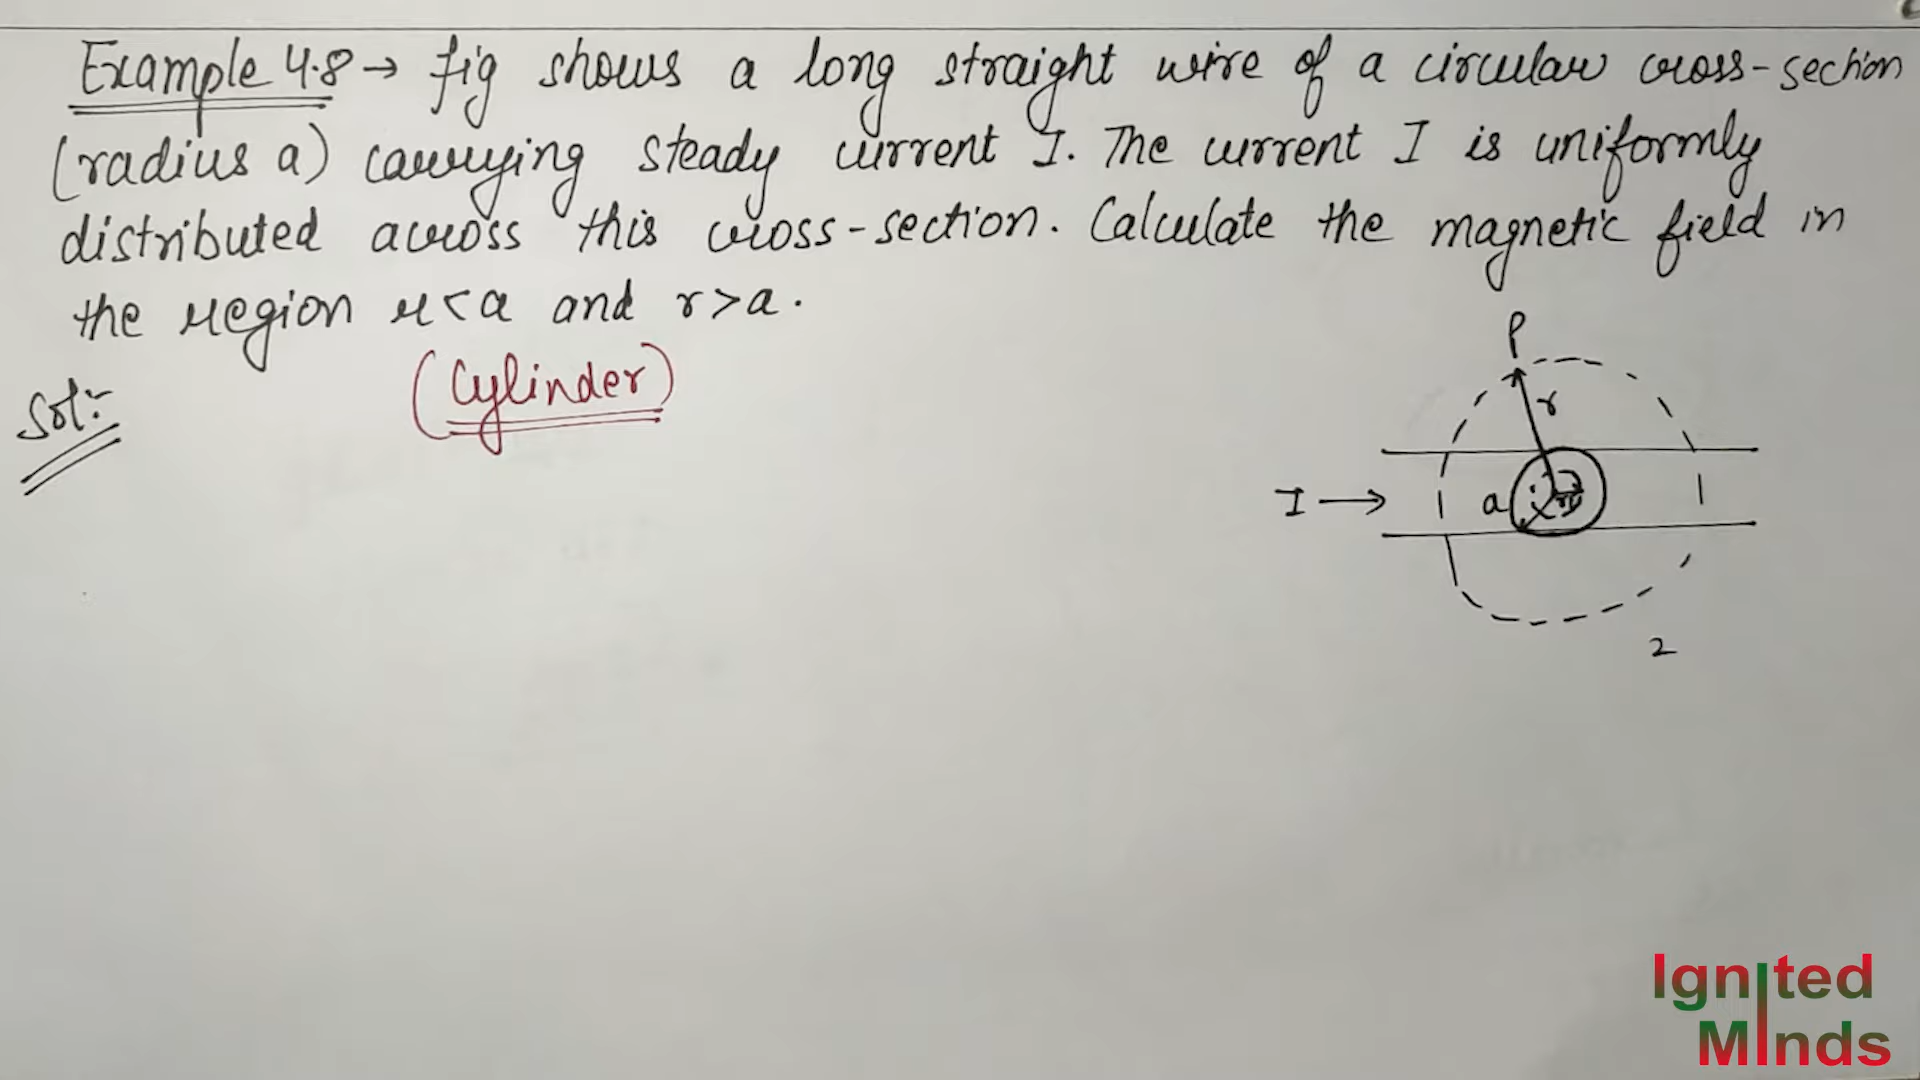 Example 4.8 → fig shows a long straight wire of a circular cross-section
(radius a) carrying steady current I. The current I is uniformly
distributed across this cross-section. Calculate the magnetic field in
the region r < a and r > a.
(Cylinder)
Sol:-
P
r
I →
a
2
Ignited
Minds